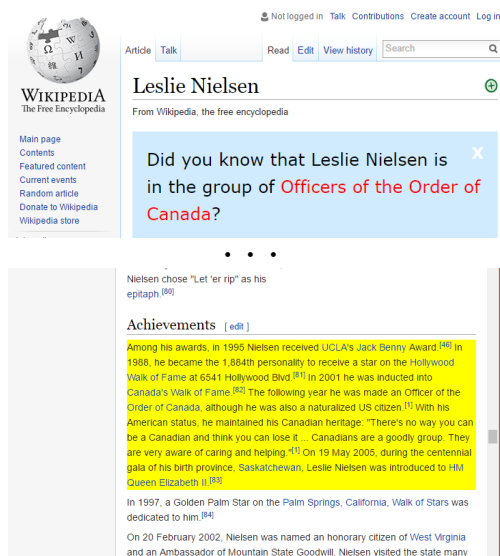 Not logged in Talk Contributions Create account Log in
Article Talk Read Edit View history Search
WIKIPEDIA
The Free Encyclopedia
Leslie Nielsen
From Wikipedia, the free encyclopedia
Main page
Contents
Featured content
Current events
Random article
Donate to Wikipedia
Wikipedia store
Did you know that Leslie Nielsen is X
in the group of Officers of the Order of
Canada?
. . .
Nielsen chose "Let 'er rip" as his
epitaph.[80]
Achievements [ edit ]
Among his awards, in 1995 Nielsen received UCLA's Jack Benny Award.[46] In
1988, he became the 1,884th personality to receive a star on the Hollywood
Walk of Fame at 6541 Hollywood Blvd.[81] In 2001 he was inducted into
Canada's Walk of Fame.[82] The following year he was made an Officer of the
Order of Canada, although he was also a naturalized US citizen.[1] With his
American status, he maintained his Canadian heritage: "There's no way you can
be a Canadian and think you can lose it ... Canadians are a goodly group. They
are very aware of caring and helping."[1] On 19 May 2005, during the centennial
gala of his birth province, Saskatchewan, Leslie Nielsen was introduced to HM
Queen Elizabeth II.[83]
In 1997, a Golden Palm Star on the Palm Springs, California, Walk of Stars was
dedicated to him.[84]
On 20 February 2002, Nielsen was named an honorary citizen of West Virginia
and an Ambassador of Mountain State Goodwill. Nielsen visited the state many